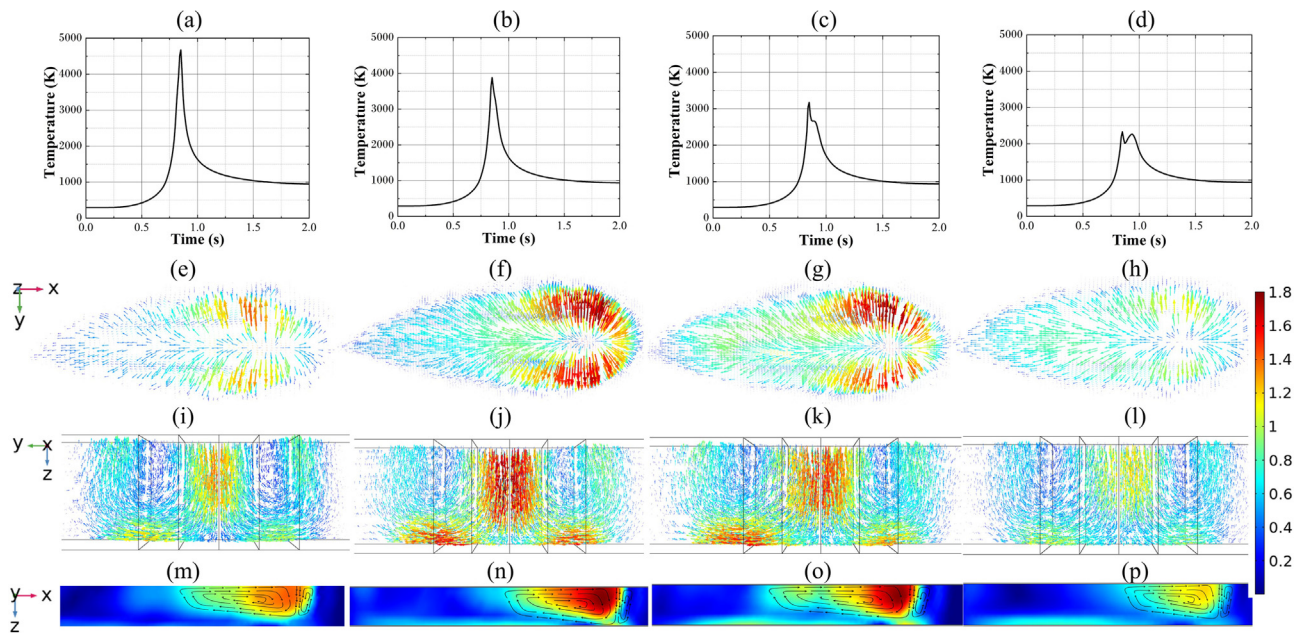 (a) (b) (c) (d)
5000 5000 5000 5000
4000 4000 4000 4000
3000 3000 3000 3000
2000 2000 2000 2000
1000 1000 1000 1000
0 0 0 0
Temperature (K) Temperature (K) Temperature (K) Temperature (K)
0.0 0.5 1.0 1.5 2.0 0.0 0.5 1.0 1.5 2.0 0.0 0.5 1.0 1.5 2.0 0.0 0.5 1.0 1.5 2.0
Time (s) Time (s) Time (s) Time (s)
(e) (f) (g) (h)
z x
y
1.8
1.6
1.4
1.2
1
0.8
0.6
0.4
0.2
(i) (j) (k) (l)
y x
z
(m) (n) (o) (p)
y x
z